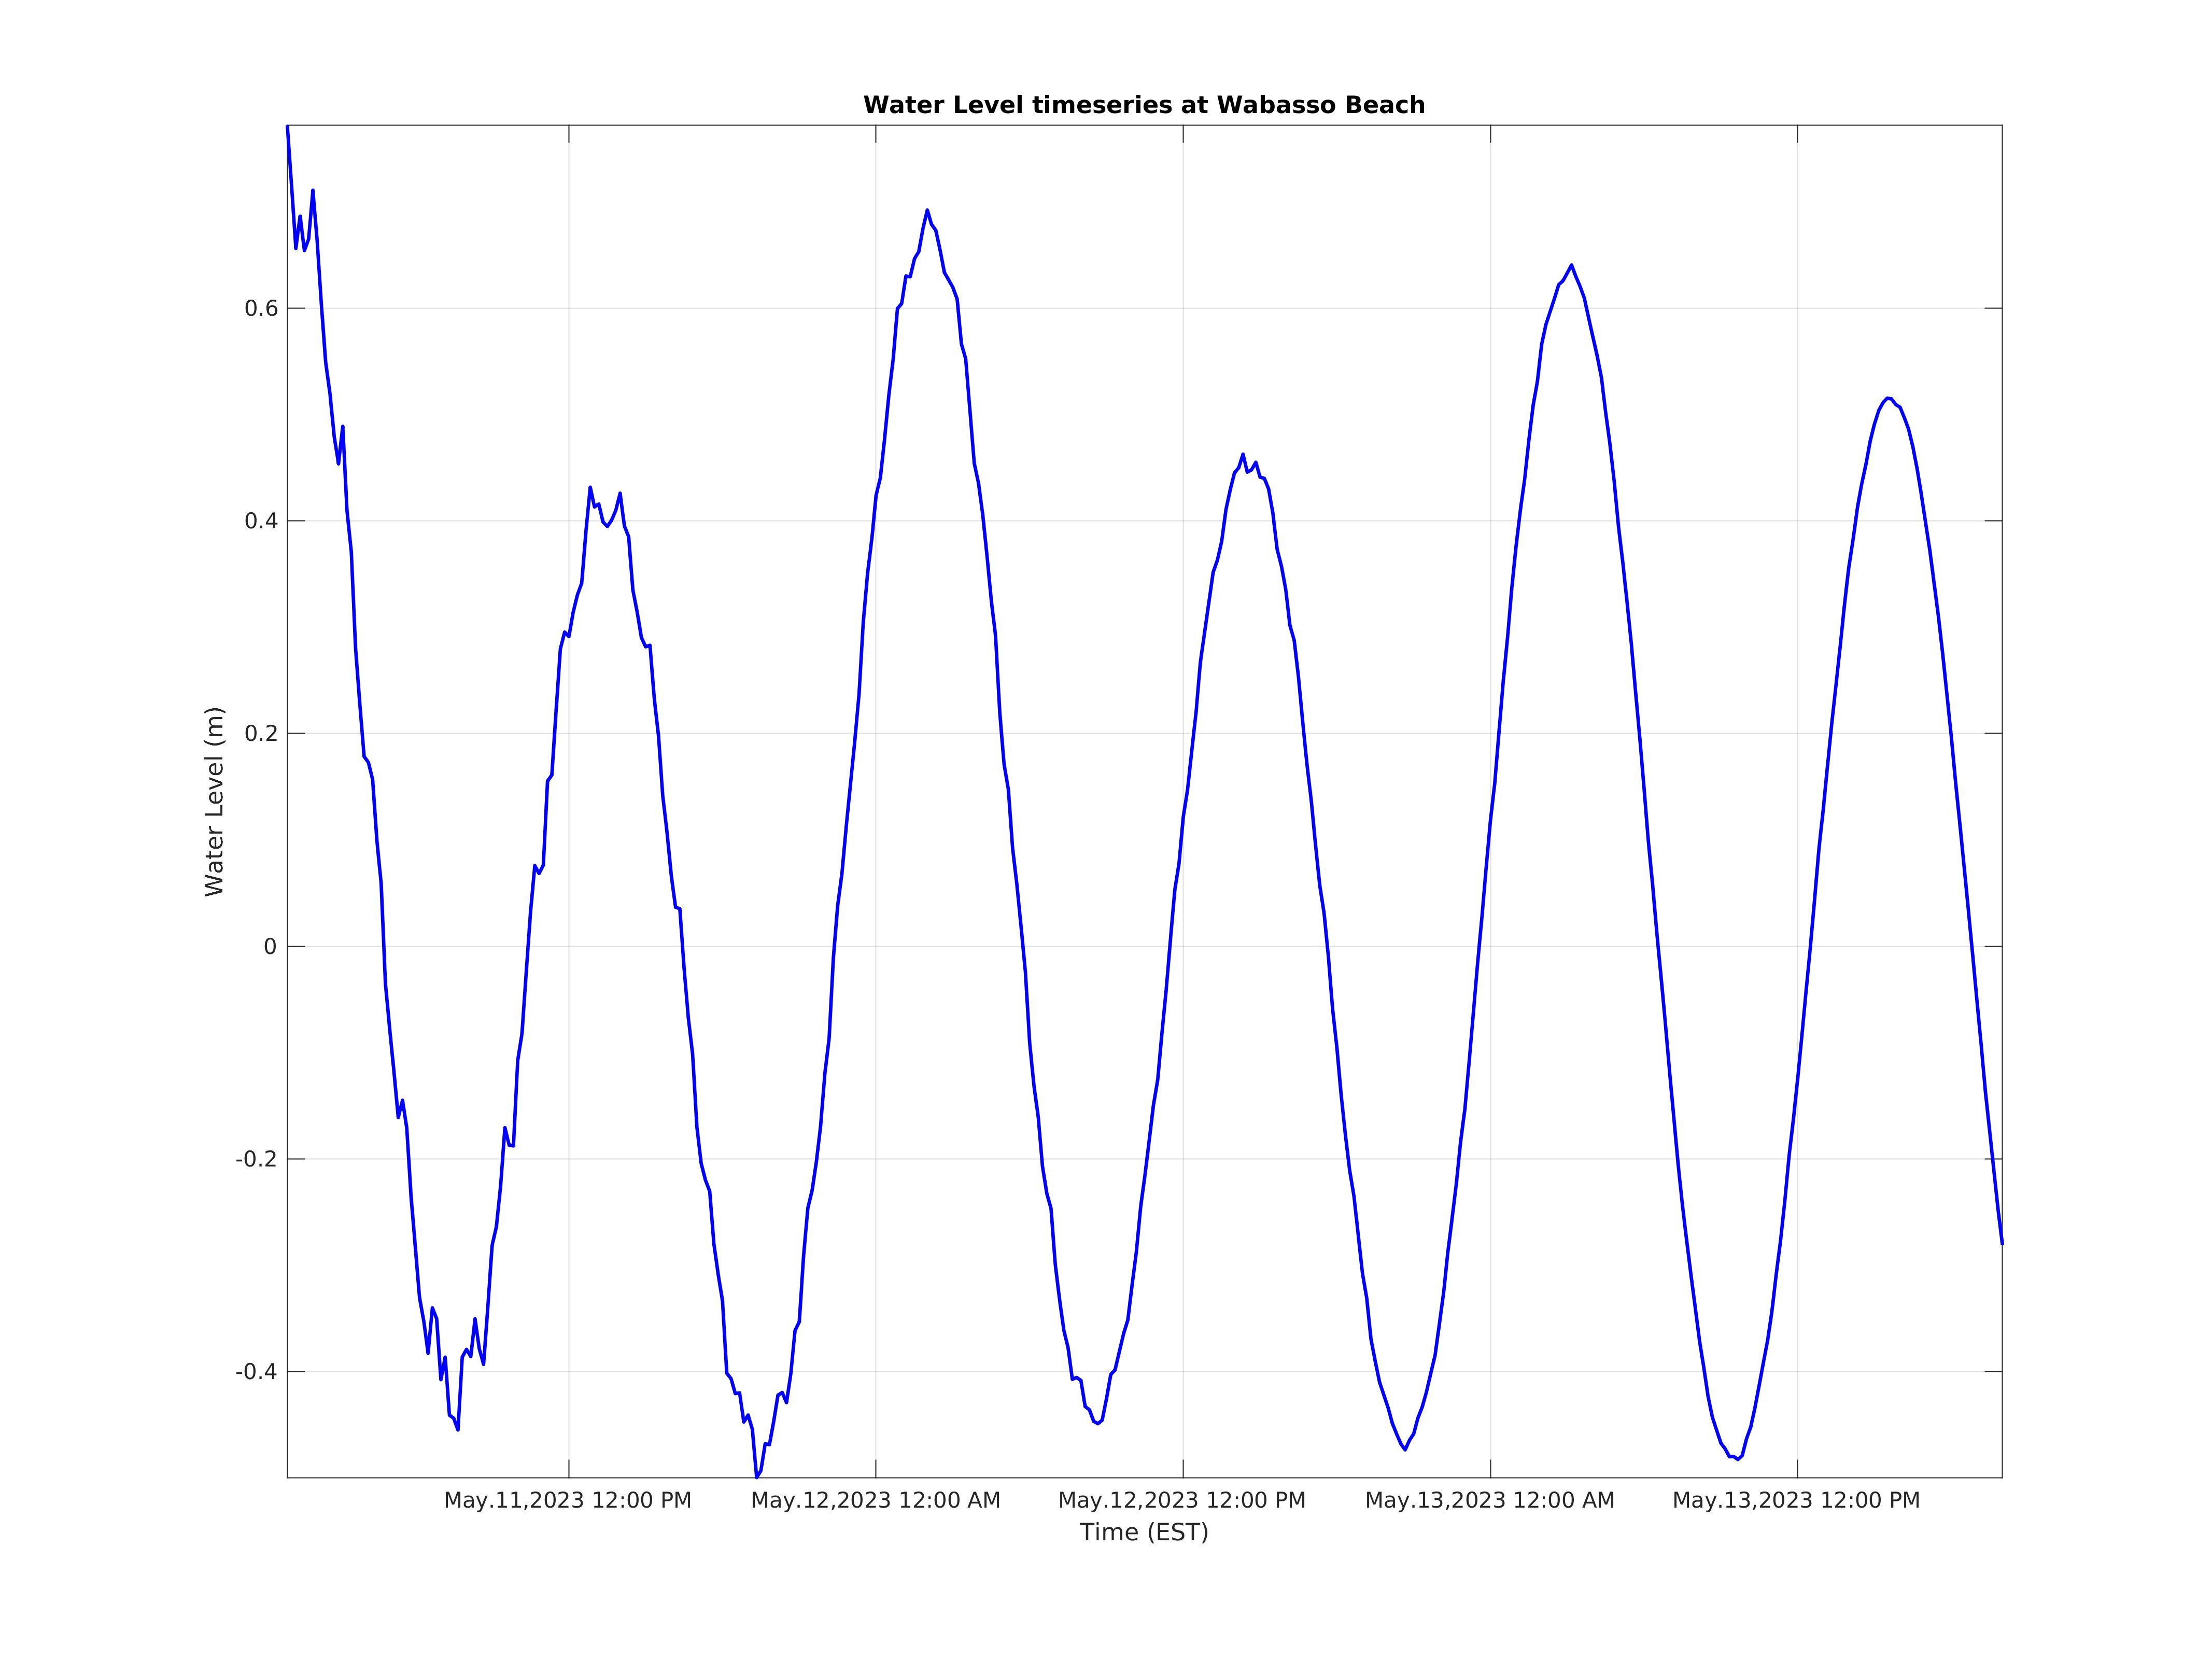 Water Level timeseries at Wabasso Beach
0.6
0.4
0.2
0
-0.2
-0.4
Water Level (m)
May.11,2023 12:00 PM
May.12,2023 12:00 AM
May.12,2023 12:00 PM
May.13,2023 12:00 AM
May.13,2023 12:00 PM
Time (EST)